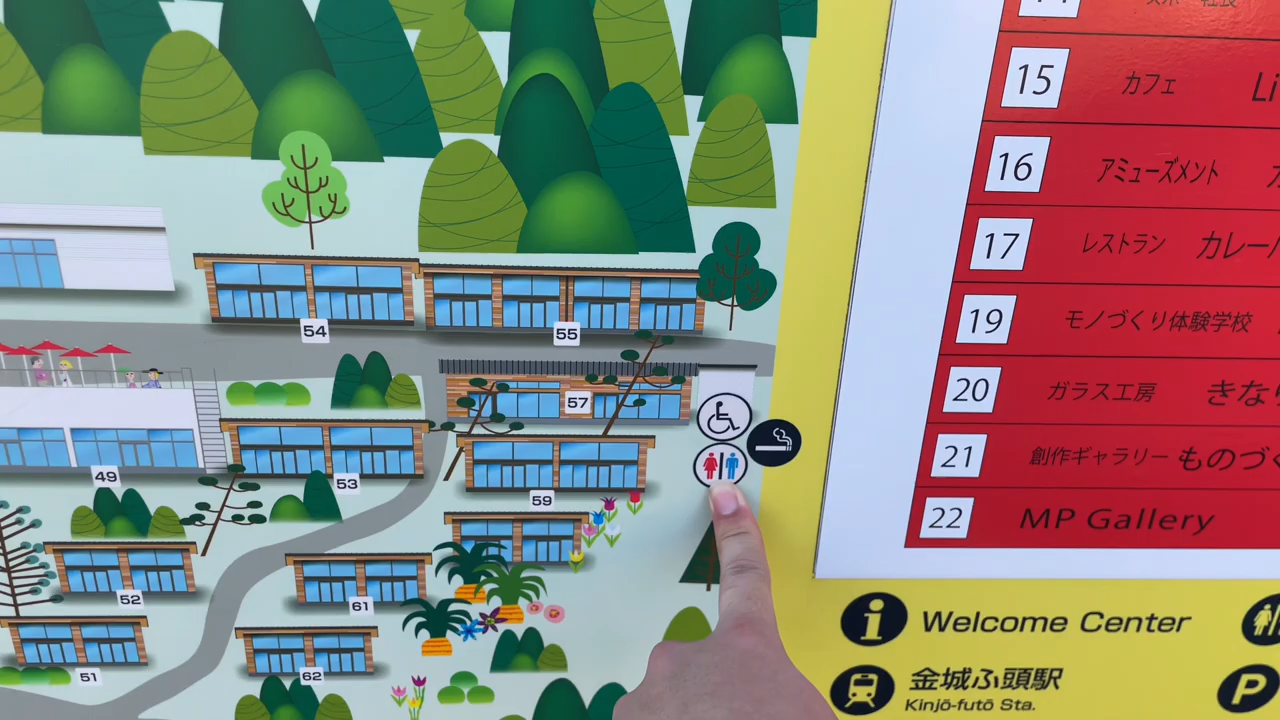 54
55
57
49
53
59
52
61
51
62
15 カフェ Li
16 アミューズメント
17 レストラン カレー
19 モノづくり体験学校
20 ガラス工房 きな
21 創作ギャラリー ものづく
22 MP Gallery
i Welcome Center
金城ふ頭駅
Kinjō-futō Sta.
P